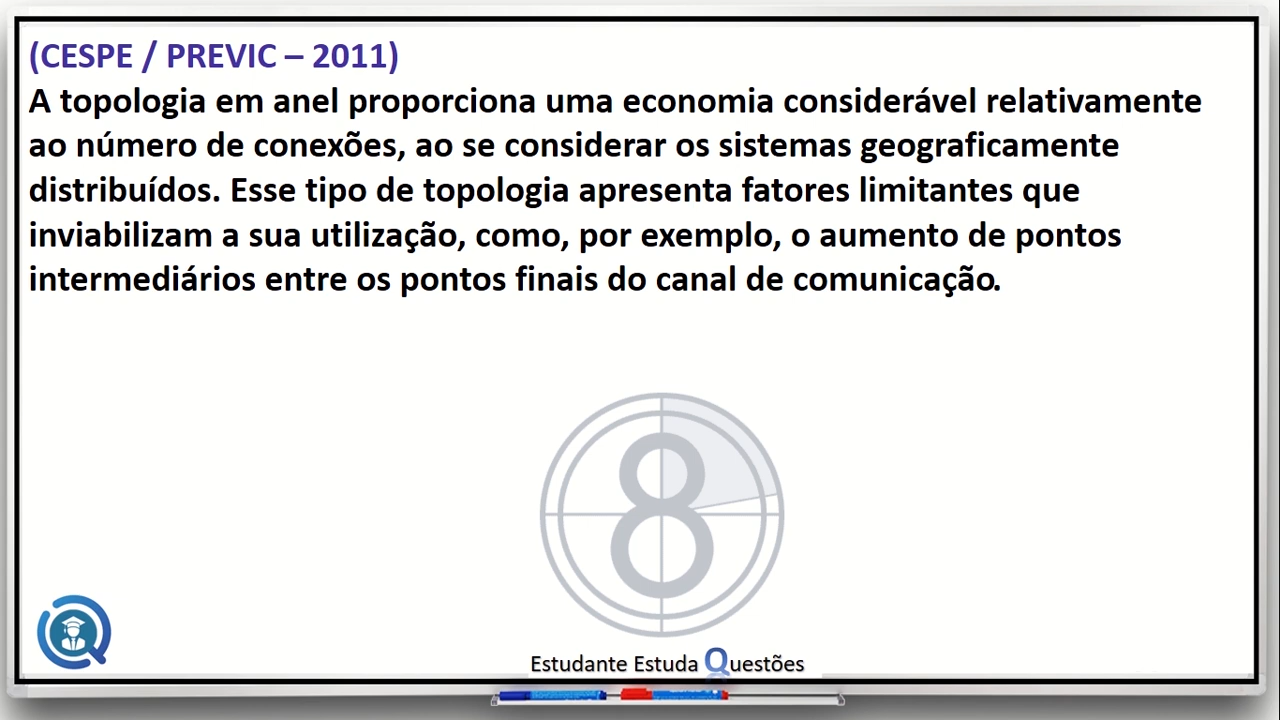 (CESPE / PREVIC – 2011)
A topologia em anel proporciona uma economia considerável relativamente
ao número de conexões, ao se considerar os sistemas geograficamente
distribuídos. Esse tipo de topologia apresenta fatores limitantes que
inviabilizam a sua utilização, como, por exemplo, o aumento de pontos
intermediários entre os pontos finais do canal de comunicação.
8
Estudante Estuda Questões